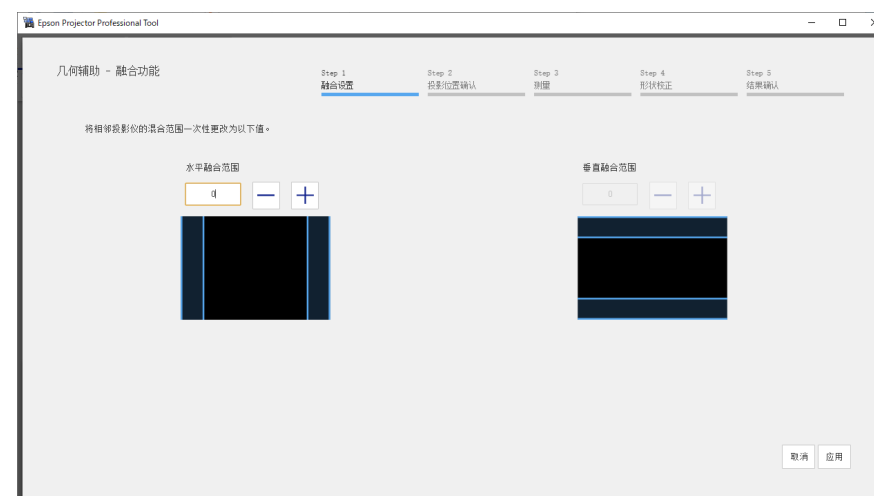 Epson Projector Professional Tool
几何辅助 - 融合功能
Step 1
融合设置
Step 2
投影位置确认
Step 3
测量
Step 4
形状校正
Step 5
结果确认
将相邻投影仪的混合范围一次性更改为以下值。
水平融合范围
0
垂直融合范围
0
取消
应用